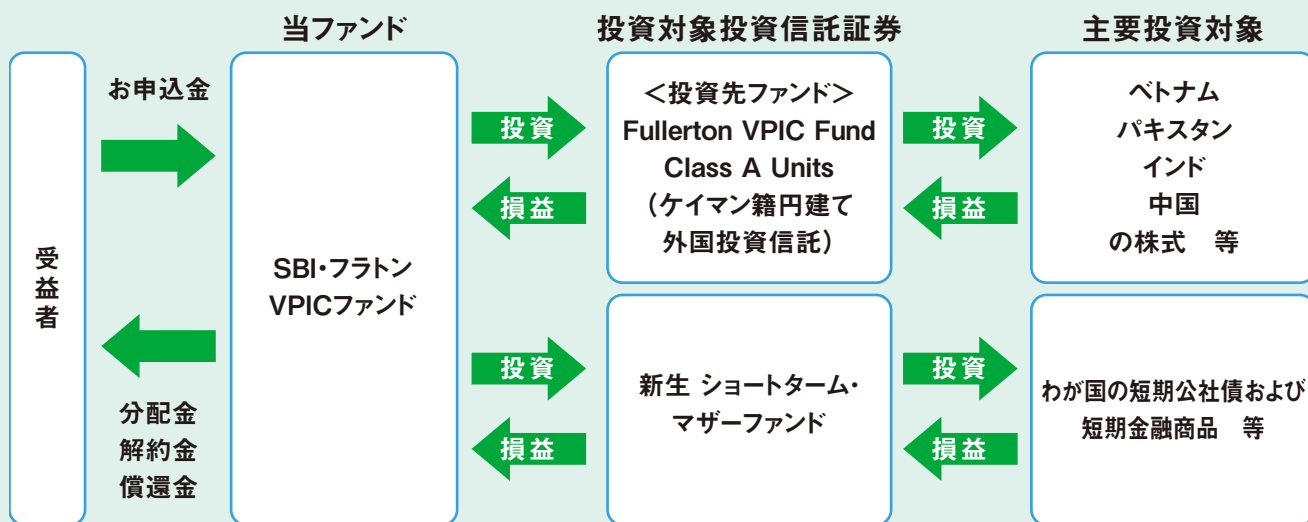 当ファンド
投資対象投資信託証券
主要投資対象
受益者
お申込金
分配金
解約金
償還金
SBI・フラトン
VPICファンド
投資
損益
＜投資先ファンド＞
Fullerton VPIC Fund
Class A Units
（ケイマン籍円建て
外国投資信託）
投資
損益
ベトナム
パキスタン
インド
中国
の株式　等
投資
損益
新生 ショートターム・
マザーファンド
投資
損益
わが国の短期公社債および
短期金融商品　等